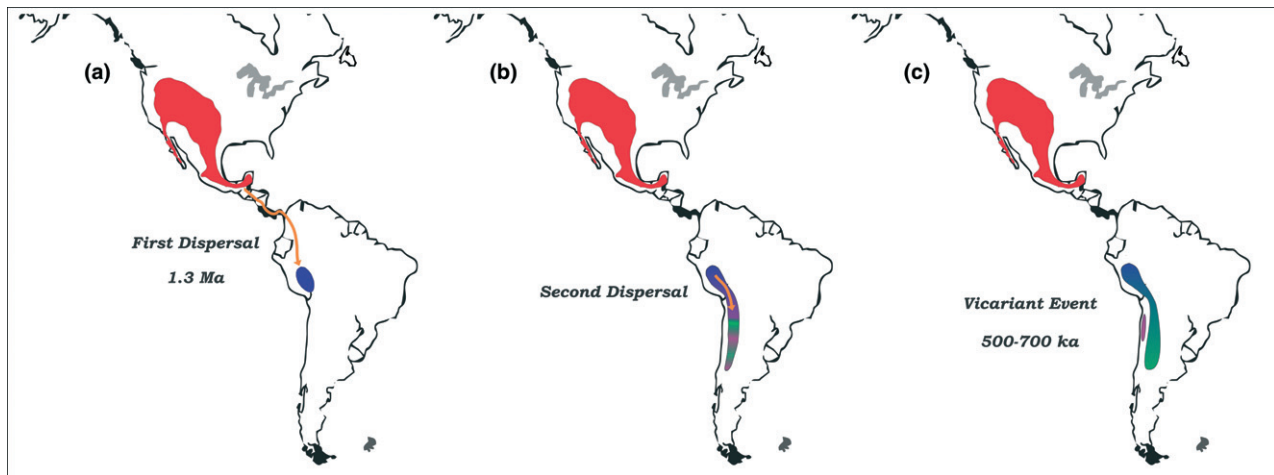 (a)
First Dispersal
1.3 Ma
(b)
Second Dispersal
(c)
Vicariant Event
500-700 ka